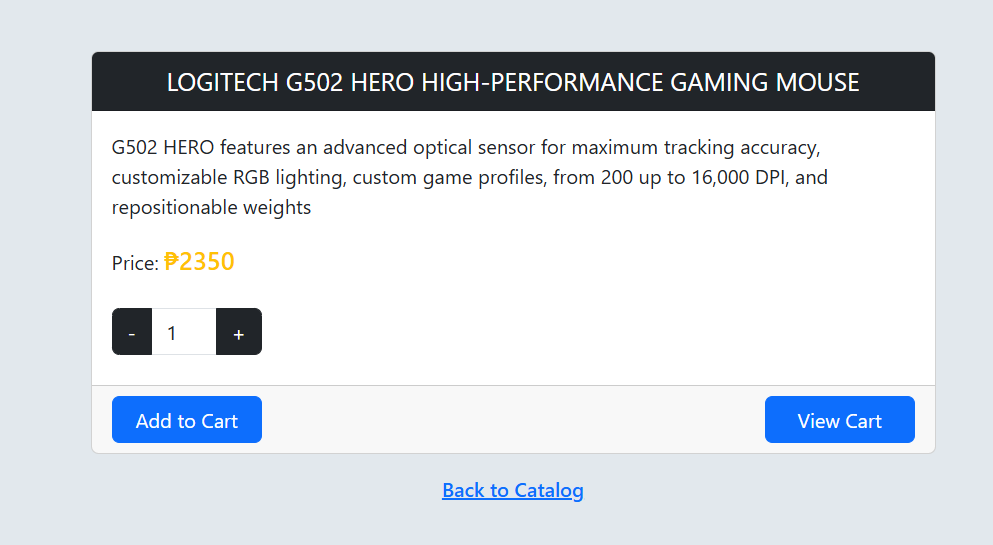 LOGITECH G502 HERO HIGH-PERFORMANCE GAMING MOUSE
G502 HERO features an advanced optical sensor for maximum tracking accuracy,
customizable RGB lighting, custom game profiles, from 200 up to 16,000 DPI, and
repositionable weights
Price: ₱2350
- 1 +
Add to Cart View Cart
Back to Catalog